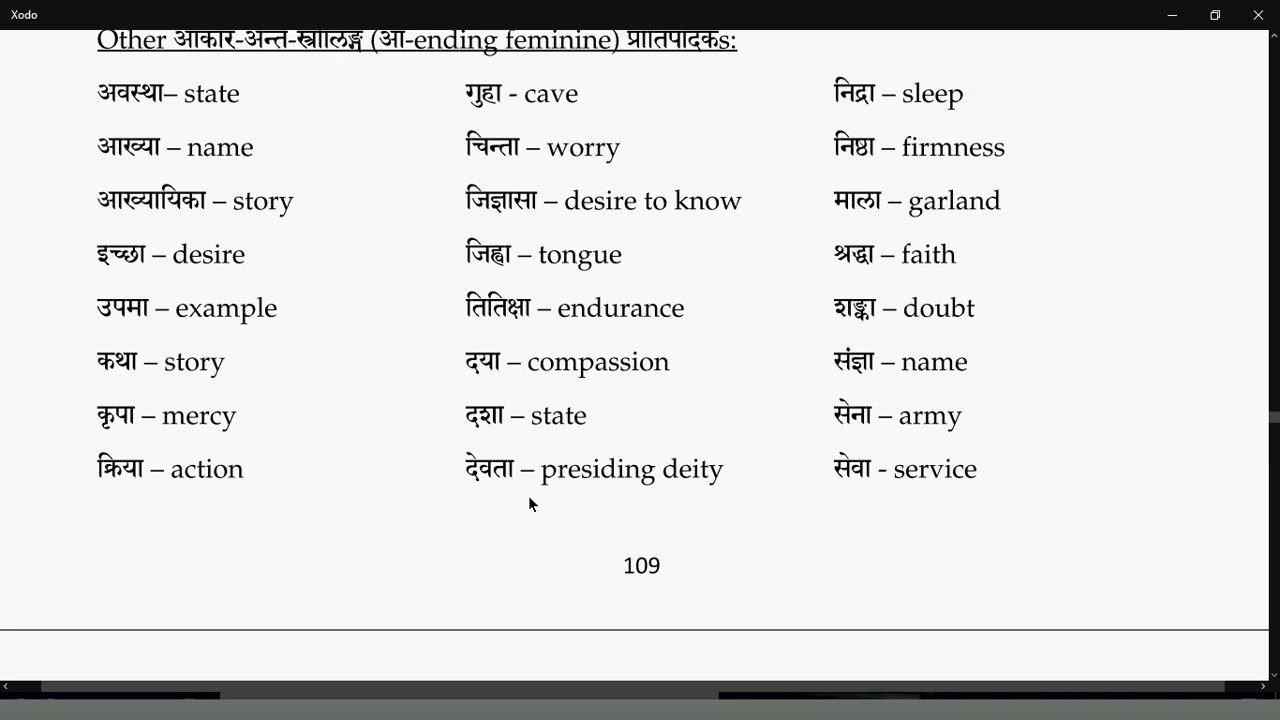 Xodo
Other आकार-अन्त-स्त्रीलिङ्ग (आ-ending feminine) प्रातिपदिकs:
अवस्था– state गुहा - cave निद्रा – sleep
आख्या – name चिन्ता – worry निष्ठा – firmness
आख्यायिका – story जिज्ञासा – desire to know माला – garland
इच्छा – desire जिह्वा – tongue श्रद्धा – faith
उपमा – example तितिक्षा – endurance शङ्का – doubt
कथा – story दया – compassion संज्ञा – name
कृपा – mercy दशा – state सेना – army
क्रिया – action देवता – presiding deity सेवा - service
109